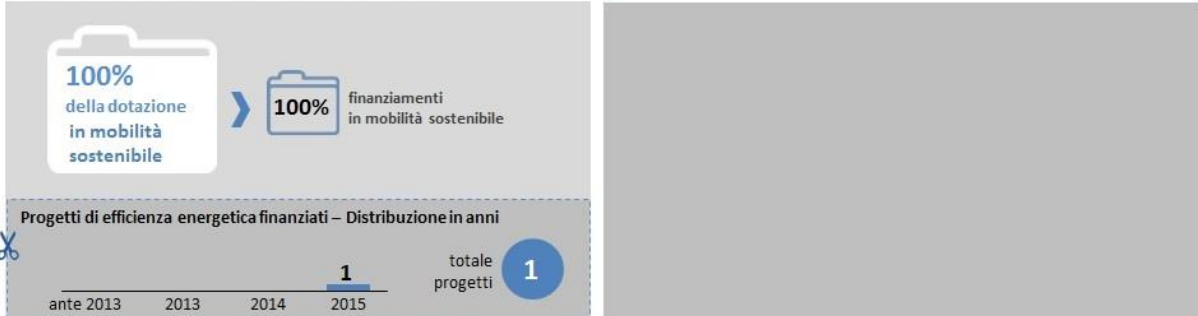 100%
della dotazione
in mobilità
sostenibile
100%
finanziamenti
in mobilità sostenibile
Progetti di efficienza energetica finanziati – Distribuzione in anni
1
ante 2013 2013 2014 2015
totale
progetti
1